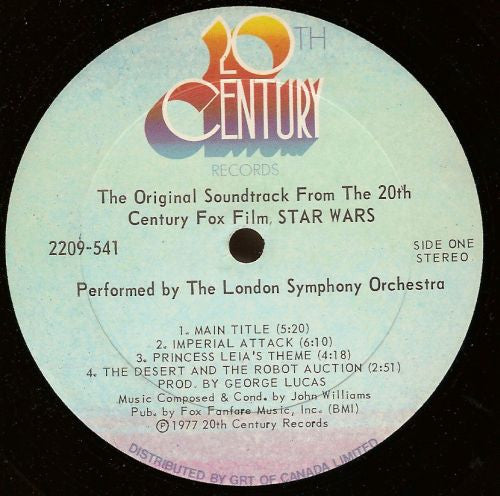 20TH
CENTURY
RECORDS
The Original Soundtrack From The 20th
Century Fox Film, STAR WARS
2209-541
SIDE ONE
STEREO
Performed by The London Symphony Orchestra
1. MAIN TITLE (5:20)
2. IMPERIAL ATTACK (6:10)
3. PRINCESS LEIA'S THEME (4:18)
4. THE DESERT AND THE ROBOT AUCTION (2:51)
PROD. BY GEORGE LUCAS
Music Composed & Cond. by John Williams
Pub. by Fox Fanfare Music, Inc. (BMI)
Ⓟ 1977 20th Century Records
DISTRIBUTED BY GRT OF CANADA LIMITED